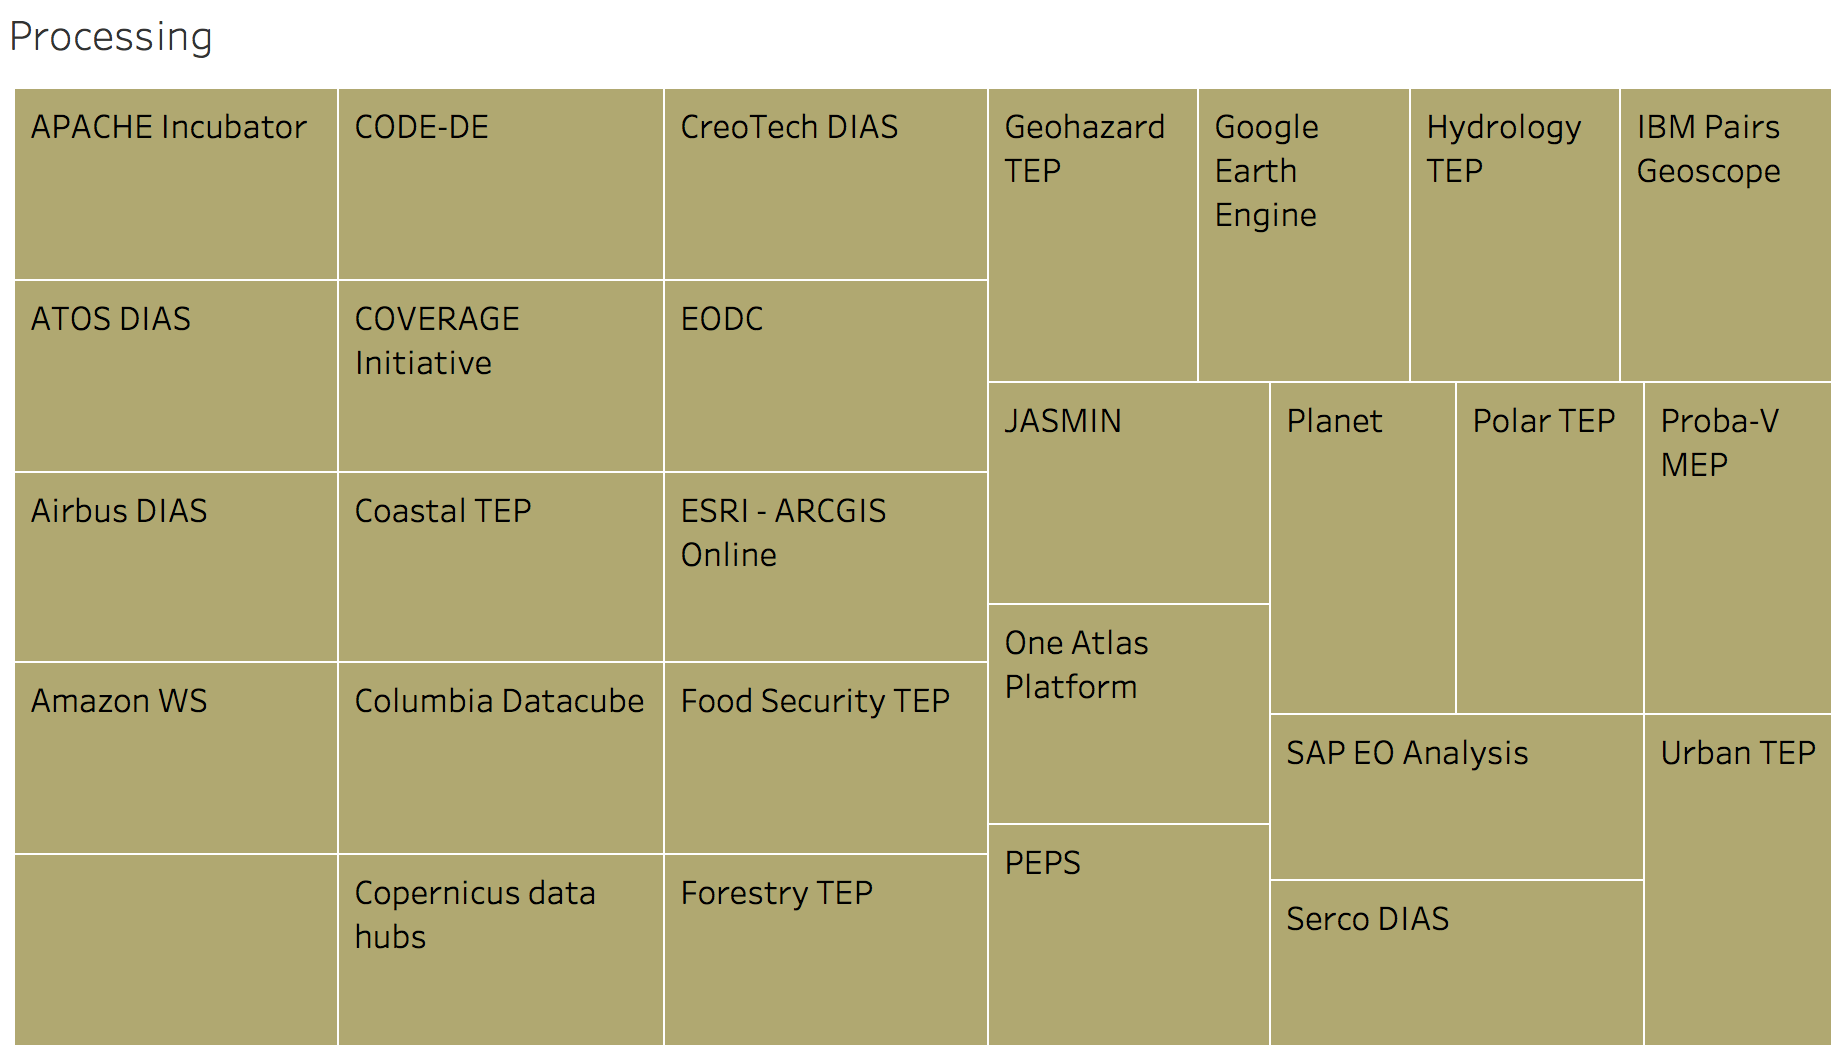 Processing
APACHE Incubator
ATOS DIAS
Airbus DIAS
Amazon WS
CODE-DE
COVERAGE
Initiative
Coastal TEP
Columbia Datacube
Copernicus data
hubs
CreoTech DIAS
EODC
ESRI - ARCGIS
Online
Food Security TEP
Forestry TEP
Geohazard
TEP
Google
Earth
Engine
Hydrology
TEP
IBM Pairs
Geoscope
JASMIN
One Atlas
Platform
PEPS
Planet
Polar TEP
Proba-V
MEP
SAP EO Analysis
Serco DIAS
Urban TEP